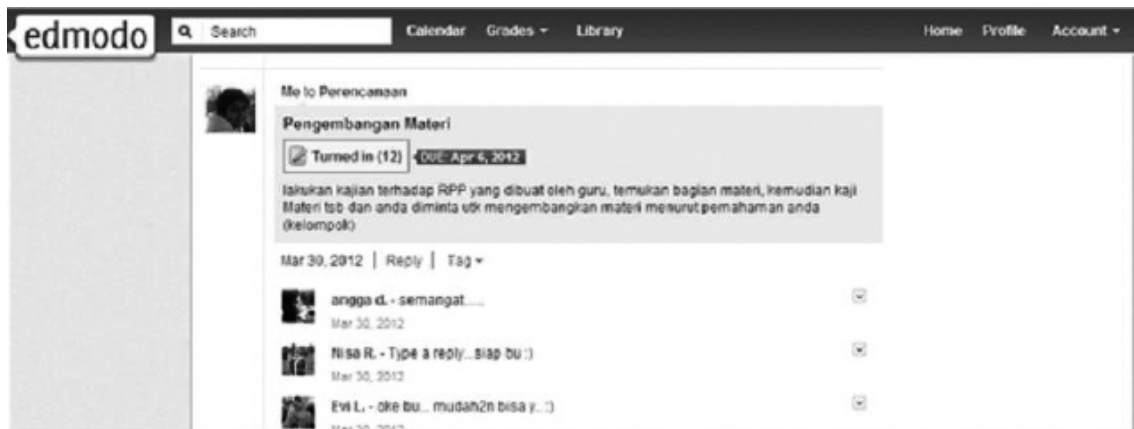 edmodo
Search
Calendar Grades Library
Home Profile Account
Me to Perencanaan
Pengembangan Materi
Turned in (12) DUE: Apr 6, 2012
lakukan kajian terhadap RPP yang dibuat oleh guru, temukan bagian materi, kemudian kaji
Materi tsb dan anda diminta utk mengembangkan materi menurut pemahaman anda
(kelompok)
Mar 30, 2012 | Reply | Tag
angga d. - semangat.....
Mar 30, 2012
Nisa R. - Type a reply...siap bu :)
Mar 30, 2012
Evi L. - oke bu... mudah2n bisa y.. :)
Mar 30, 2012